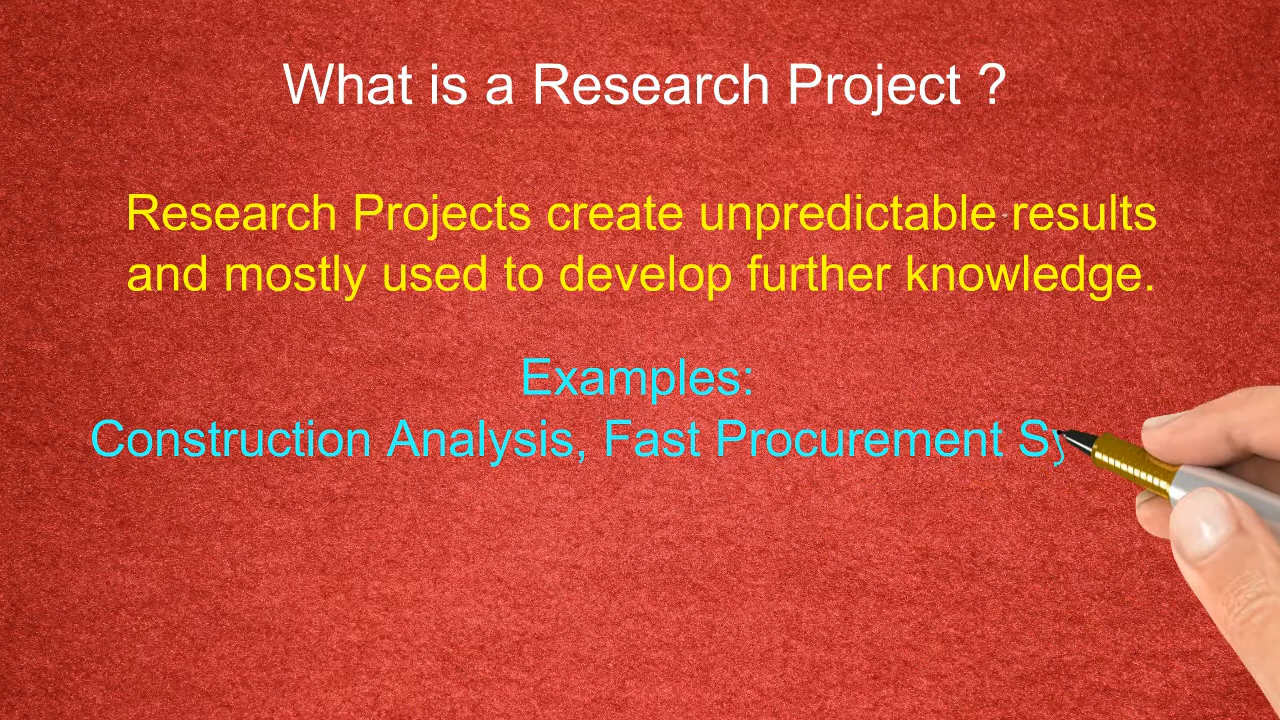 What is a Research Project ?
Research Projects create unpredictable results
and mostly used to develop further knowledge.
Examples:
Construction Analysis, Fast Procurement Sy